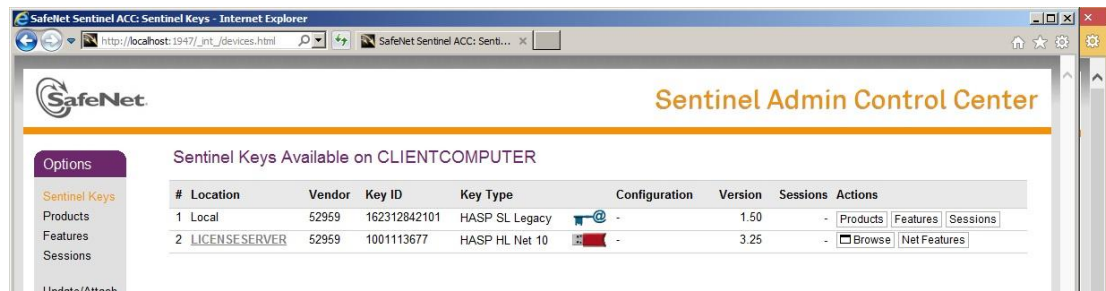 SafeNet Sentinel ACC: Sentinel Keys - Internet Explorer
http://localhost:1947/_int_/devices.html SafeNet Sentinel ACC: Senti...
SafeNet.
Sentinel Admin Control Center
Options
Sentinel Keys Available on CLIENTCOMPUTER
Sentinel Keys
Products
Features
Sessions
Update/Attach
# Location Vendor Key ID Key Type Configuration Version Sessions Actions
1 Local 52959 162312842101 HASP SL Legacy - 1.50 - Products Features Sessions
2 LICENSESERVER 52959 1001113677 HASP HL Net 10 - 3.25 - Browse Net Features